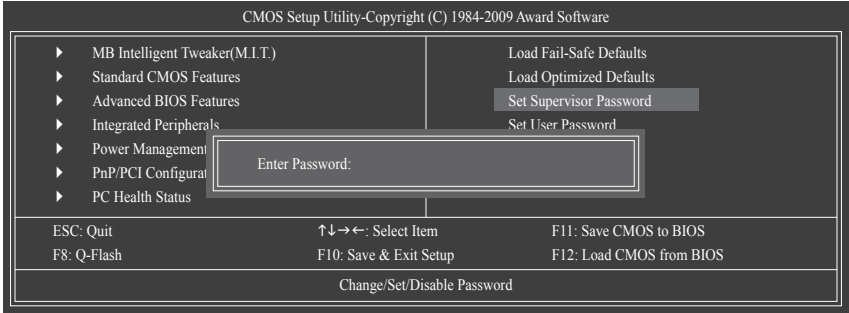 CMOS Setup Utility-Copyright (C) 1984-2009 Award Software
MB Intelligent Tweaker(M.I.T.)
Standard CMOS Features
Advanced BIOS Features
Integrated Peripherals
Power Management
PnP/PCI Configurat
PC Health Status
Load Fail-Safe Defaults
Load Optimized Defaults
Set Supervisor Password
Set User Password
Enter Password:
ESC: Quit ↑↓→←: Select Item F11: Save CMOS to BIOS
F8: Q-Flash F10: Save & Exit Setup F12: Load CMOS from BIOS
Change/Set/Disable Password